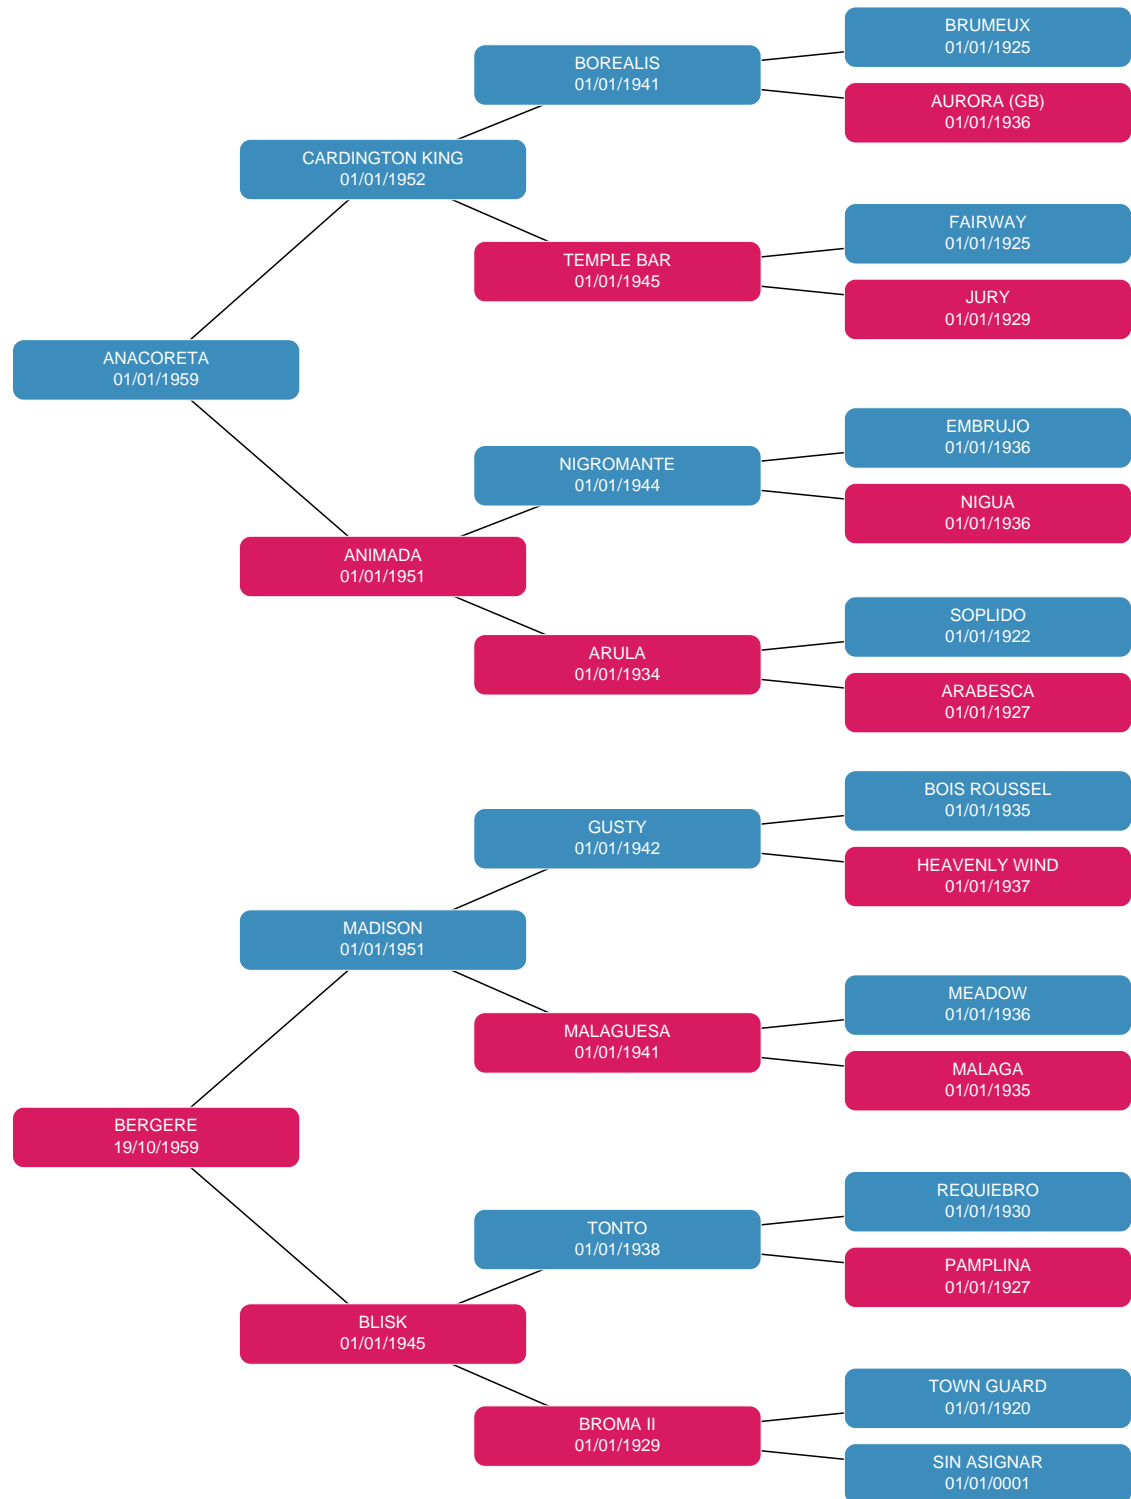 BRUMEUX
01/01/1925
BOREALIS
01/01/1941
AURORA (GB)
01/01/1936
CARDINGTON KING
01/01/1952
FAIRWAY
01/01/1925
TEMPLE BAR
01/01/1945
JURY
01/01/1929
ANACORETA
01/01/1959
EMBRUJO
01/01/1936
NIGROMANTE
01/01/1944
NIGUA
01/01/1936
ANIMADA
01/01/1951
SOPLIDO
01/01/1922
ARULA
01/01/1934
ARABESCA
01/01/1927
BOIS ROUSSEL
01/01/1935
GUSTY
01/01/1942
HEAVENLY WIND
01/01/1937
MADISON
01/01/1951
MEADOW
01/01/1936
MALAGUESA
01/01/1941
MALAGA
01/01/1935
BERGERE
19/10/1959
REQUIEBRO
01/01/1930
TONTO
01/01/1938
PAMPLINA
01/01/1927
BLISK
01/01/1945
TOWN GUARD
01/01/1920
BROMA II
01/01/1929
SIN ASIGNAR
01/01/0001